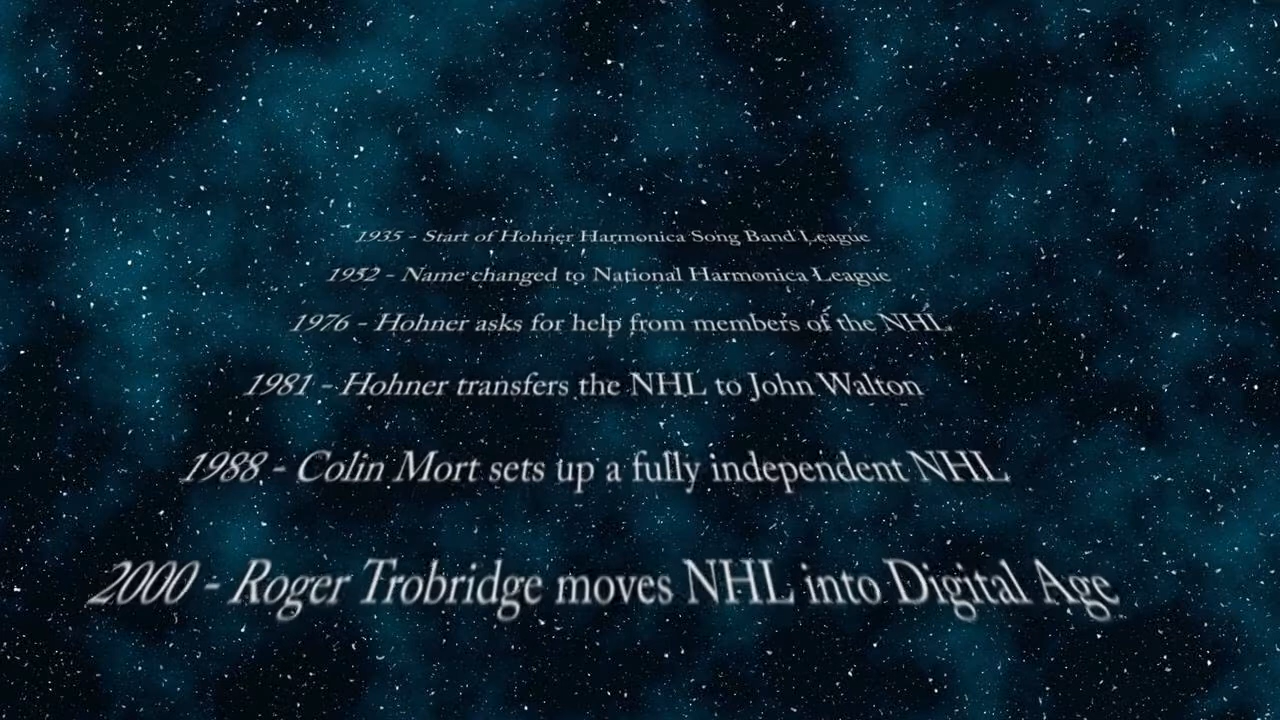 1935 - Start of Hohner Harmonica Song Band League
1952 - Name changed to National Harmonica League
1976 - Hohner asks for help from members of the NHL
1981 - Hohner transfers the NHL to John Walton
1988 - Colin Mort sets up a fully independent NHL
2000 - Roger Trobridge moves NHL into Digital Age